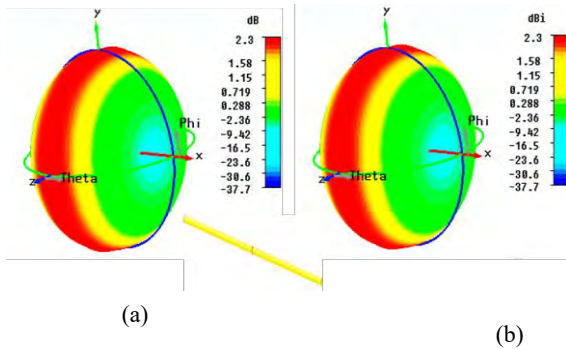 y
dB
2.3
1.58
1.15
0.719
0.288
-2.36
-9.42
-16.5
-23.6
-30.6
-37.7
Phi
x
z
Theta
(a)
y
dBi
2.3
1.58
1.15
0.719
0.288
-2.36
-9.42
-16.5
-23.6
-30.6
-37.7
Phi
x
z
Theta
(b)